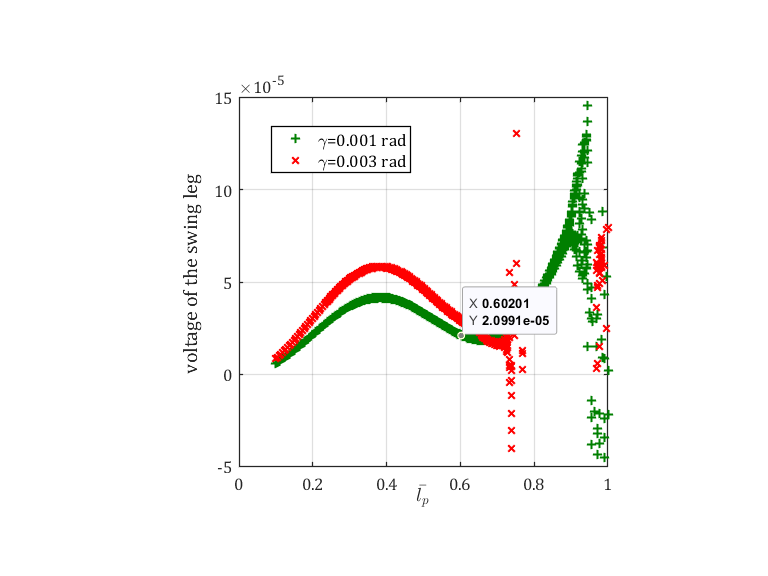 ×10-5
15
10
5
0
-5
voltage of the swing leg
γ=0.001 rad
γ=0.003 rad
X 0.60201
Y 2.0991e-05
0 0.2 0.4 0.6 0.8 1
l̄p